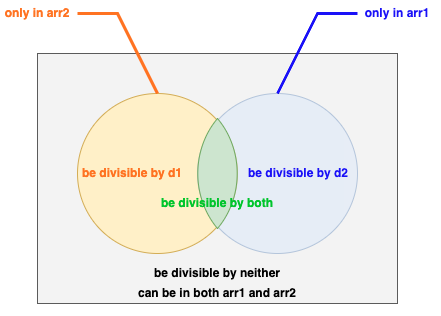 only in arr2
only in arr1
be divisible by d1
be divisible by d2
be divisible by both
be divisible by neither
can be in both arr1 and arr2